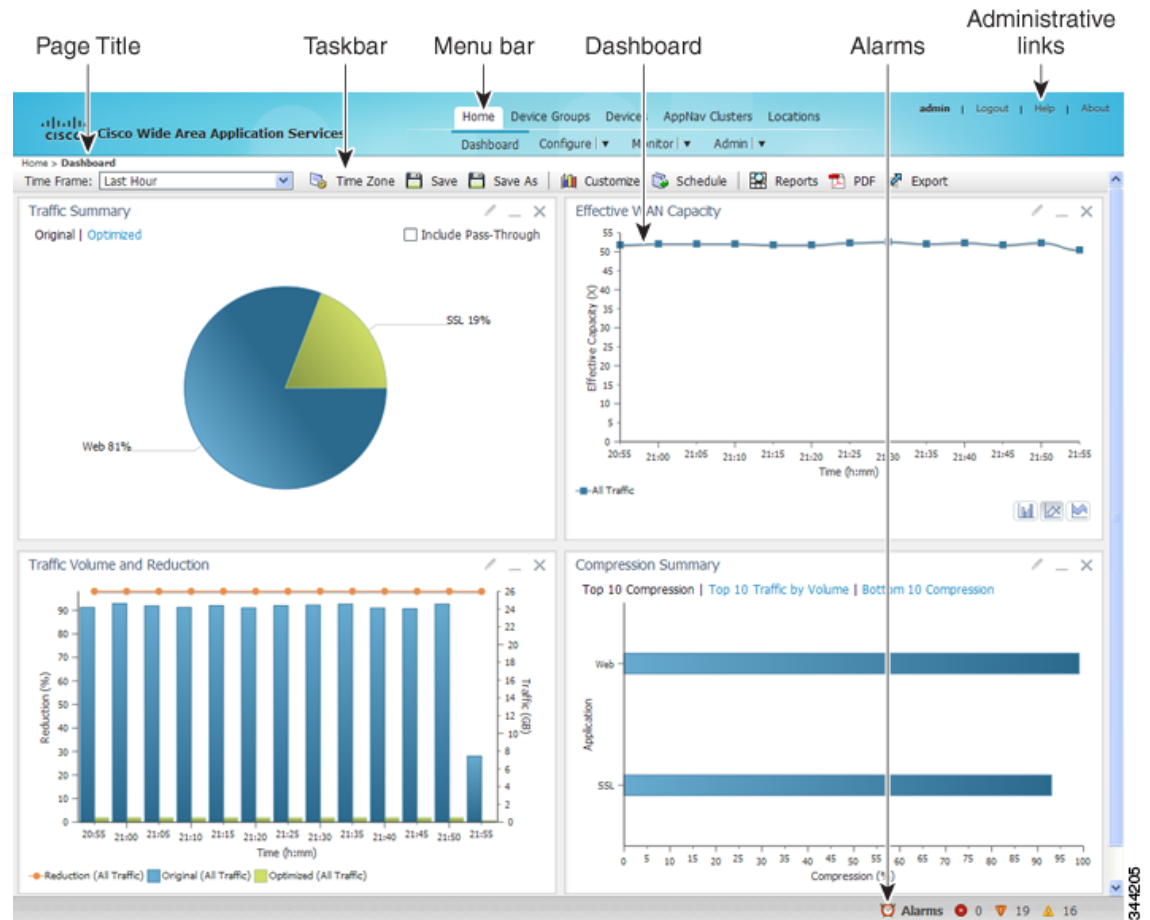 Administrative
links
Page Title
Taskbar
Menu bar
Dashboard
Alarms
Home Device Groups Devices AppNav Clusters Locations
admin | Logout | Help | About
CISCO Cisco Wide Area Application Services
Dashboard Configure | Monitor | Admin |
Home > Dashboard
Time Frame: Last Hour Time Zone Save Save As | Customize Schedule | Reports PDF Export
Traffic Summary
Original | Optimized
Include Pass-Through
SSL 19%
Web 81%
Effective WAN Capacity
55
50
45
40
35
30
25
20
15
10
5
0
Effective Capacity (X)
20:55 21:00 21:05 21:10 21:15 21:20 21:25 21:30 21:35 21:40 21:45 21:50 21:55
Time (h:mm)
All Traffic
Traffic Volume and Reduction
90
80
70
60
50
40
30
20
10
0
Reduction (%)
26
24
22
20
18
16
14
12
10
8
6
4
2
0
Traffic (GB)
20:55 21:00 21:05 21:10 21:15 21:20 21:25 21:30 21:35 21:40 21:45 21:50 21:55
Time (h:mm)
Reduction (All Traffic) Original (All Traffic) Optimized (All Traffic)
Compression Summary
Top 10 Compression | Top 10 Traffic by Volume | Bottom 10 Compression
Web
Application
SSL
0 5 10 15 20 25 30 35 40 45 50 55 60 65 70 75 80 85 90 95 100
Compression (%)
Alarms 0 19 16
344205